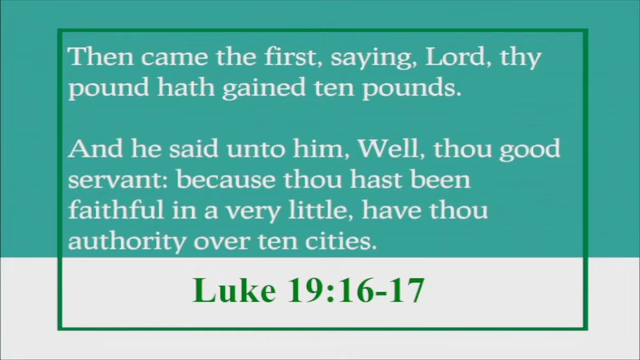 Then came the first, saying, Lord, thy
pound hath gained ten pounds.
And he said unto him, Well, thou good
servant: because thou hast been
faithful in a very little, have thou
authority over ten cities.
Luke 19:16-17